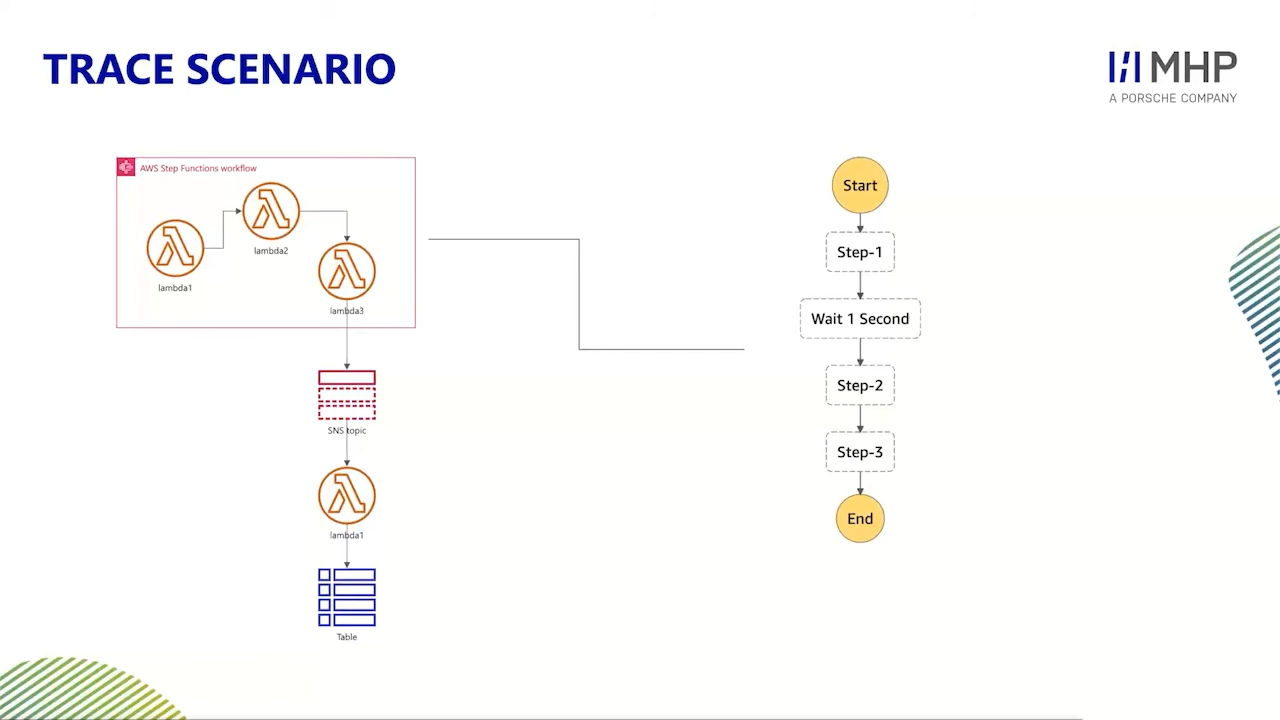 TRACE SCENARIO
MHP
A PORSCHE COMPANY
AWS Step Functions workflow
lambda1
lambda2
lambda3
SNS topic
lambda1
Table
Start
Step-1
Wait 1 Second
Step-2
Step-3
End